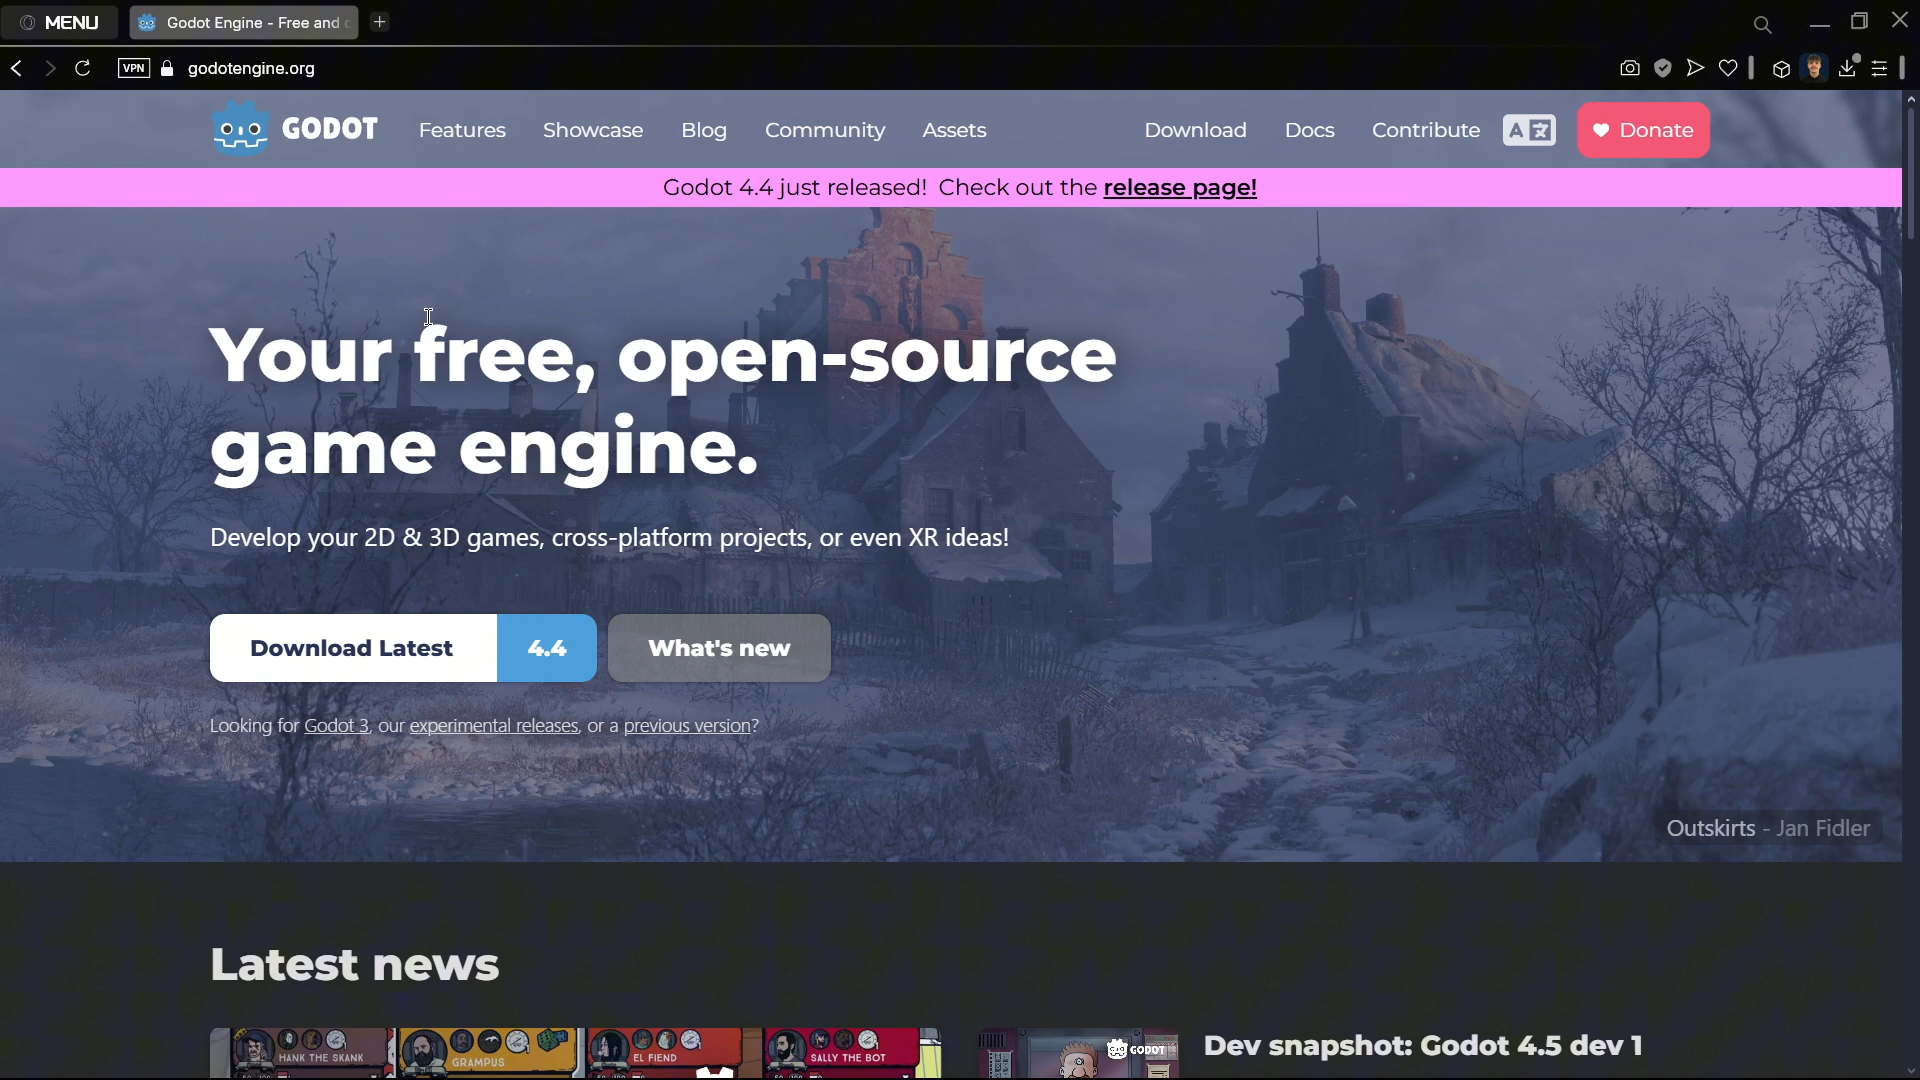 MENU
Godot Engine - Free and
VPN
godotengine.org
GODOT
Features
Showcase
Blog
Community
Assets
Download
Docs
Contribute
A
Donate
Godot 4.4 just released! Check out the release page!
Your free, open-source
game engine.
Develop your 2D & 3D games, cross-platform projects, or even XR ideas!
Download Latest
4.4
What's new
Looking for Godot 3, our experimental releases, or a previous version?
Outskirts - Jan Fidler
Latest news
HANK THE SKANK
GRAMPUS
EL FIEND
SALLY THE BOT
GODOT
Dev snapshot: Godot 4.5 dev 1